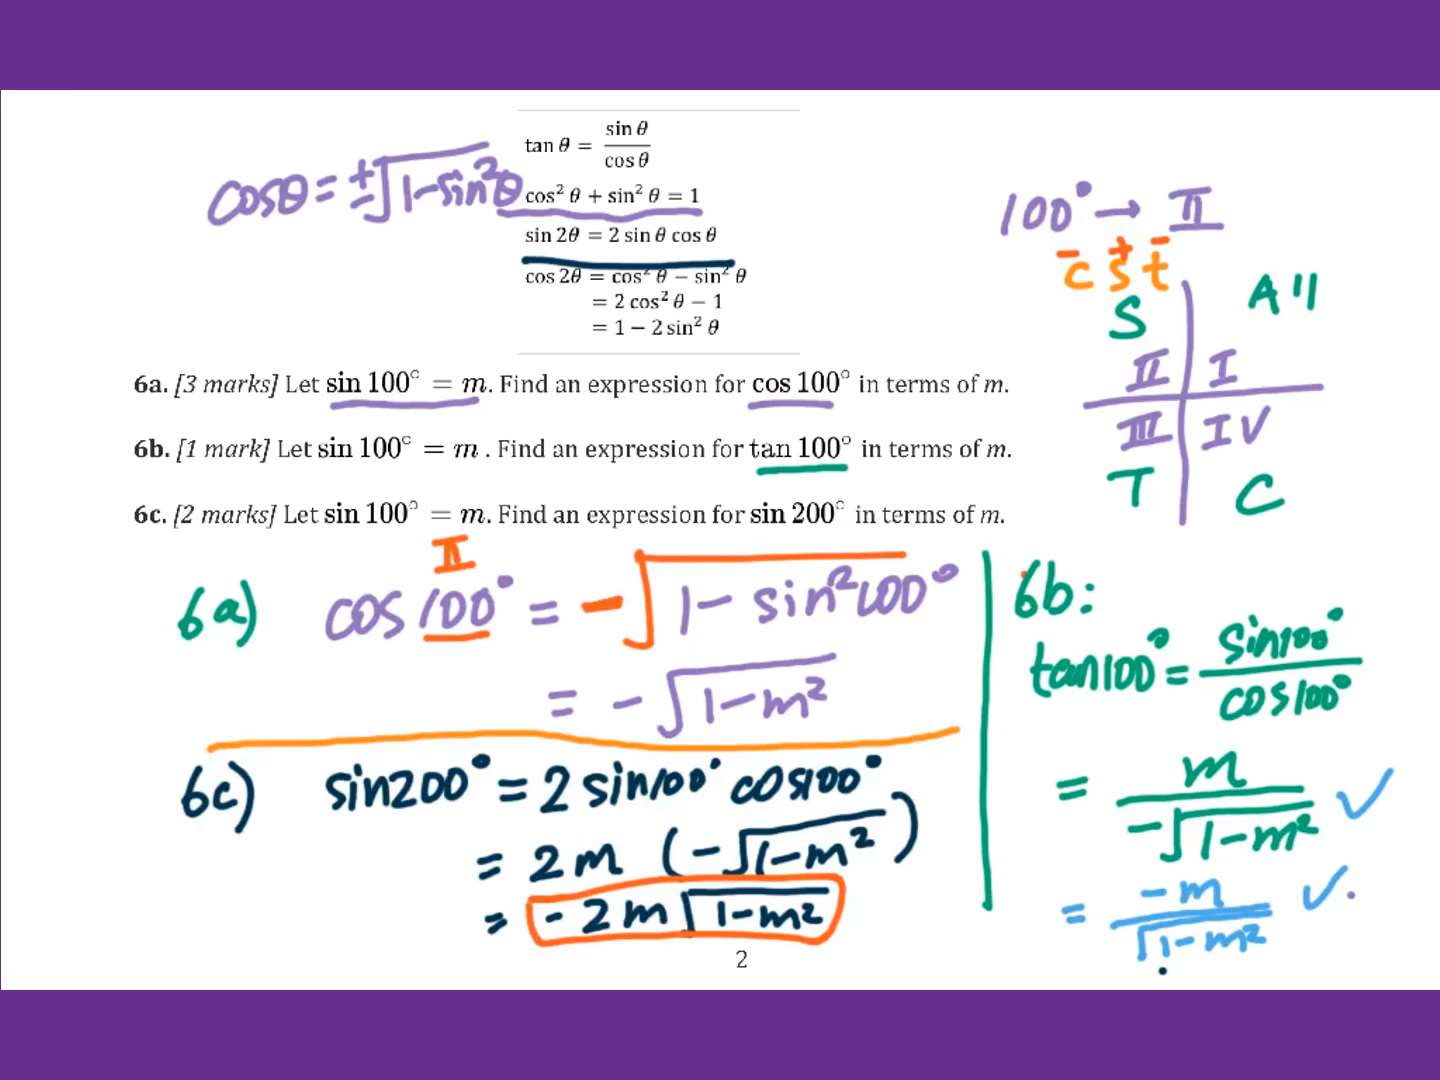 tan θ = sin θ / cos θ
cosθ = ±√(1-sin²θ)
cos² θ + sin² θ = 1
sin 2θ = 2 sin θ cos θ
cos 2θ = cos² θ − sin² θ
= 2 cos² θ − 1
= 1 − 2 sin² θ
100° → II
- + -
c s t
S All
II I
III IV
T C
6a. [3 marks] Let sin 100° = m. Find an expression for cos 100° in terms of m.
6b. [1 mark] Let sin 100° = m . Find an expression for tan 100° in terms of m.
6c. [2 marks] Let sin 100° = m. Find an expression for sin 200° in terms of m.
II
6a) cos 100° = -√(1 - sin²100°)
= -√(1-m²)
6c) sin200° = 2 sin100° cos100°
= 2m (-√(1-m²))
= -2m√(1-m²)
6b:
tan100° = sin100° / cos100°
= m / -√(1-m²) ✓
= -m / √(1-m²) ✓
2